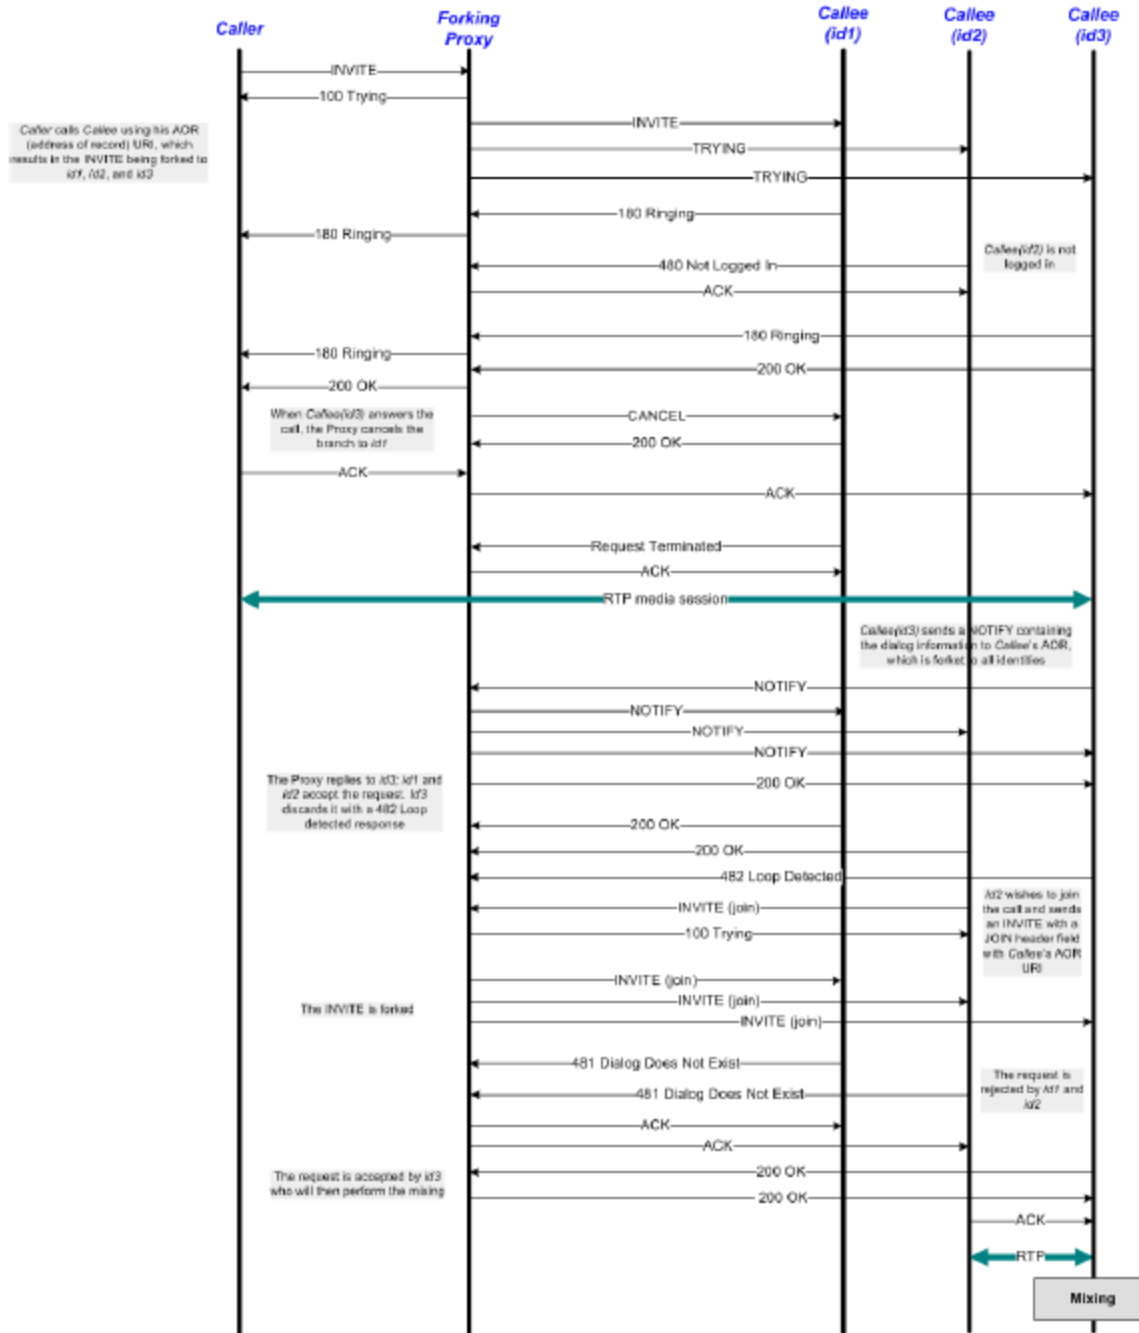 Caller
Forking
Proxy
Callee
(id1)
Callee
(id2)
Callee
(id3)
INVITE
100 Trying
INVITE
Caller calls Callee using his AOR
(address of record) URI, which
results in the INVITE being forked to
id1, id2, and id3
TRYING
TRYING
180 Ringing
180 Ringing
Callee(id2) is not
logged in
480 Not Logged In
ACK
180 Ringing
180 Ringing
200 OK
200 OK
When Callee(id3) answers the
call, the Proxy cancels the
branch to id1
CANCEL
200 OK
ACK
ACK
Request Terminated
ACK
RTP media session
Callee(id3) sends a NOTIFY containing
the dialog information to Callee's AOR,
which is forket to all identities
NOTIFY
NOTIFY
NOTIFY
NOTIFY
The Proxy replies to id3; id1 and
id2 accept the request. id3
discards it with a 482 Loop
detected response
200 OK
200 OK
200 OK
482 Loop Detected
Id2 wishes to join
the call and sends
an INVITE with a
JOIN header field
with Callee's AOR
URI
INVITE (join)
100 Trying
INVITE (join)
The INVITE is forked
INVITE (join)
INVITE (join)
481 Dialog Does Not Exist
The request is
rejected by id1 and
id2
481 Dialog Does Not Exist
ACK
ACK
The request is accepted by id3
who will then perform the mixing
200 OK
200 OK
ACK
RTP
Mixing